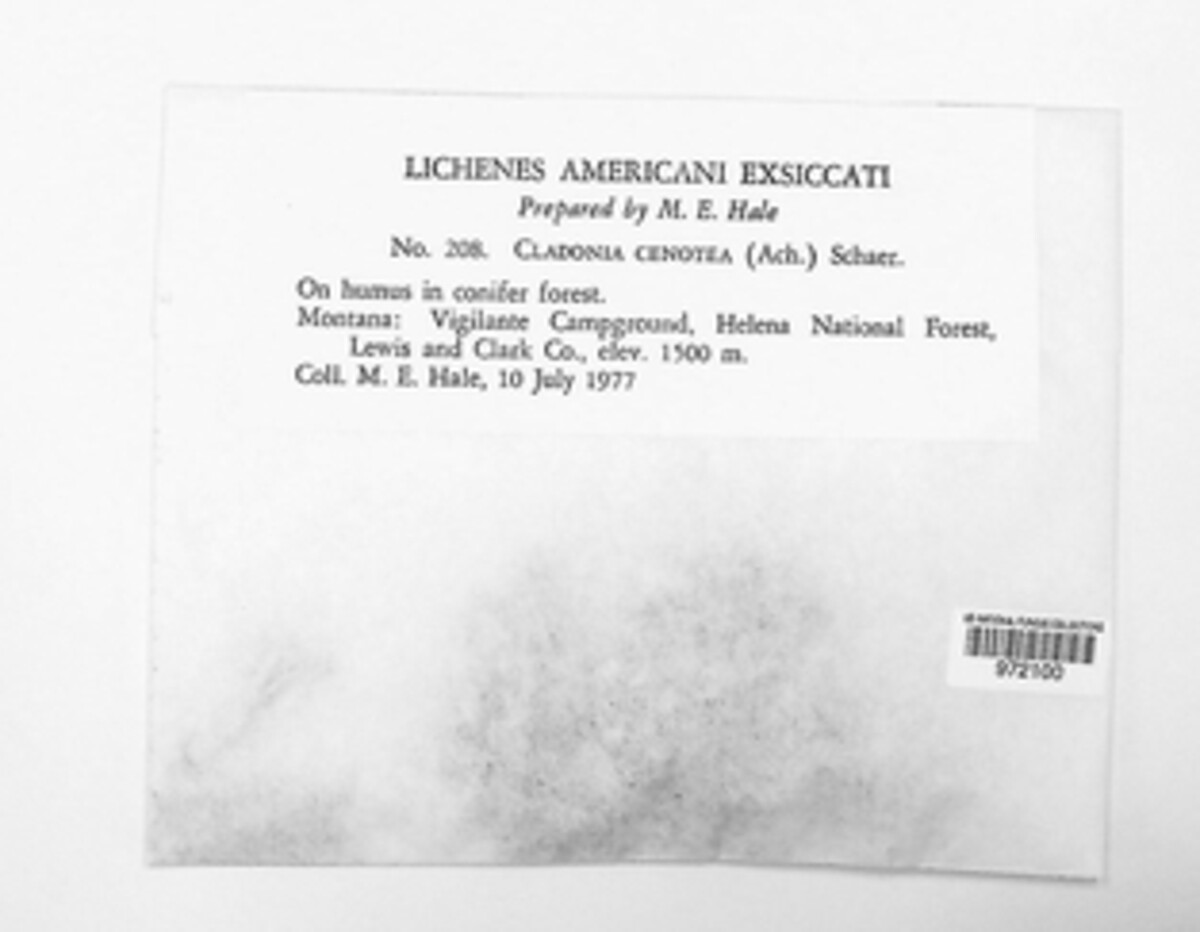 LICHENES AMERICANI EXSICCATI
Prepared by M. E. Hale
No. 208. CLADONIA CENOTEA (Ach.) Schaer.
On humus in conifer forest.
Montana: Vigilante Campground, Helena National Forest,
Lewis and Clark Co., elev. 1500 m.
Coll. M. E. Hale, 10 July 1977
972100